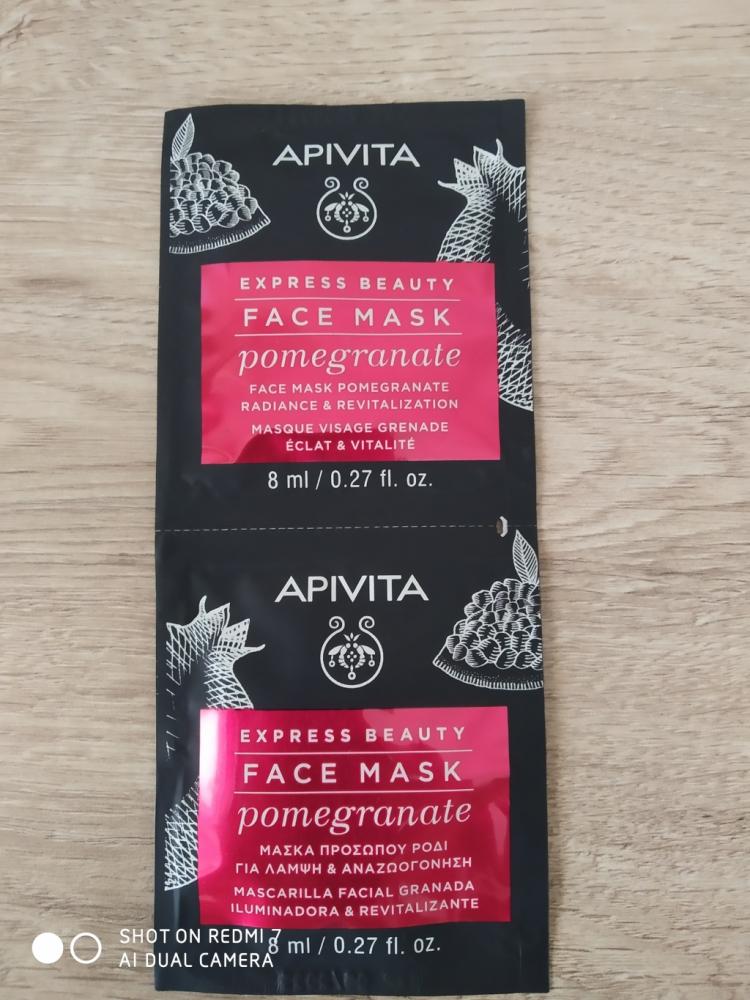 APIVITA
EXPRESS BEAUTY
FACE MASK
pomegranate
FACE MASK POMEGRANATE
RADIANCE & REVITALIZATION
MASQUE VISAGE GRENADE
ÉCLAT & VITALITÉ
8 ml / 0.27 fl. oz.
APIVITA
EXPRESS BEAUTY
FACE MASK
pomegranate
ΜΑΣΚΑ ΠΡΟΣΩΠΟΥ ΡΟΔΙ
ΓΙΑ ΛΑΜΨΗ & ΑΝΑΖΩΟΓΟΝΗΣΗ
MASCARILLA FACIAL GRANADA
ILUMINADORA & REVITALIZANTE
8 ml / 0.27 fl. oz.
SHOT ON REDMI 7
AI DUAL CAMERA